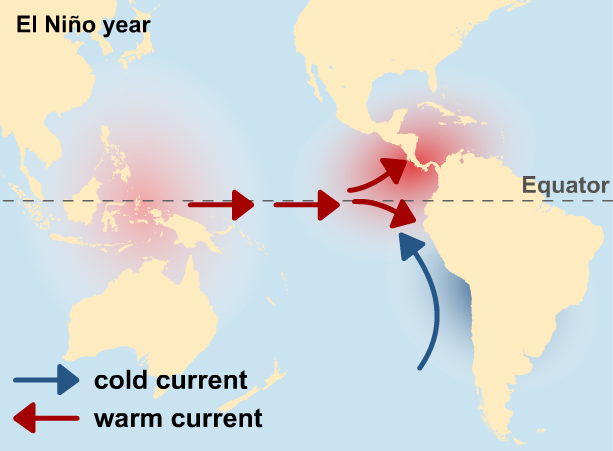 El Niño year
Equator
cold current
warm current